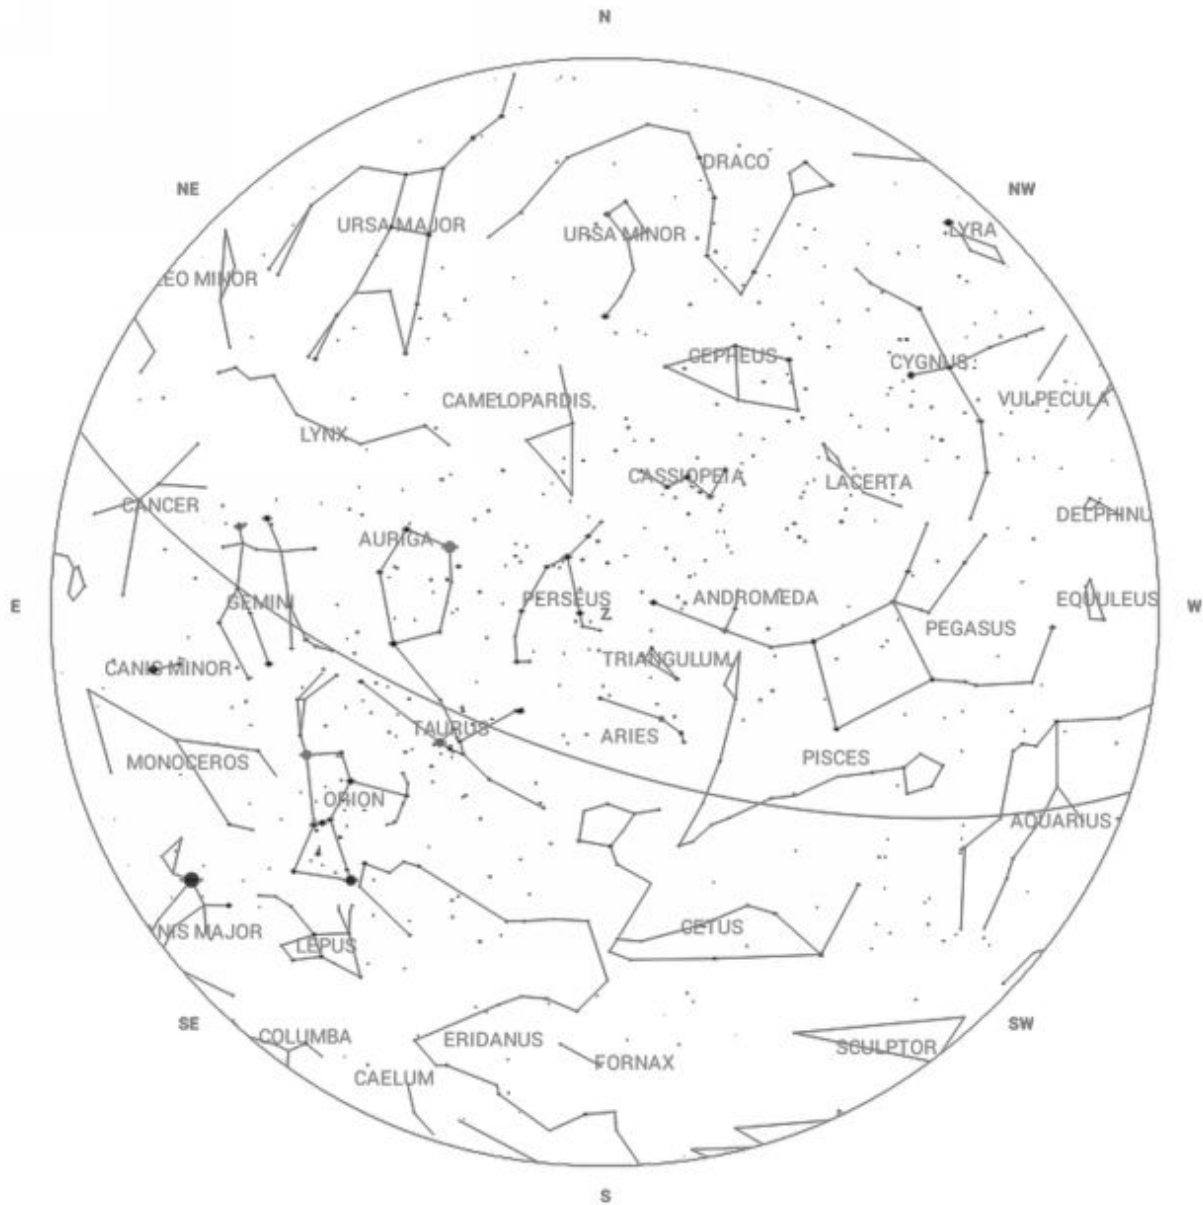 N
DRACO
NE
NW
URSA MAJOR
URSA MINOR
LYRA
LEO MINOR
CEPHEUS
CYGNUS
CAMELOPARDIS
VULPECULA
LYNX
CASSIOPEIA
LACERTA
CANCER
DELPHINU
AURIGA
E
GEMINI
PERSEUS
Z
ANDROMEDA
EQUULEUS
W
PEGASUS
CANIS MINOR
TRIANGULUM
TAURUS
ARIES
MONOCEROS
PISCES
ORION
AQUARIUS
NIS MAJOR
LEPUS
CETUS
SE
SW
COLUMBA
ERIDANUS
SCULPTOR
FORNAX
CAELUM
S